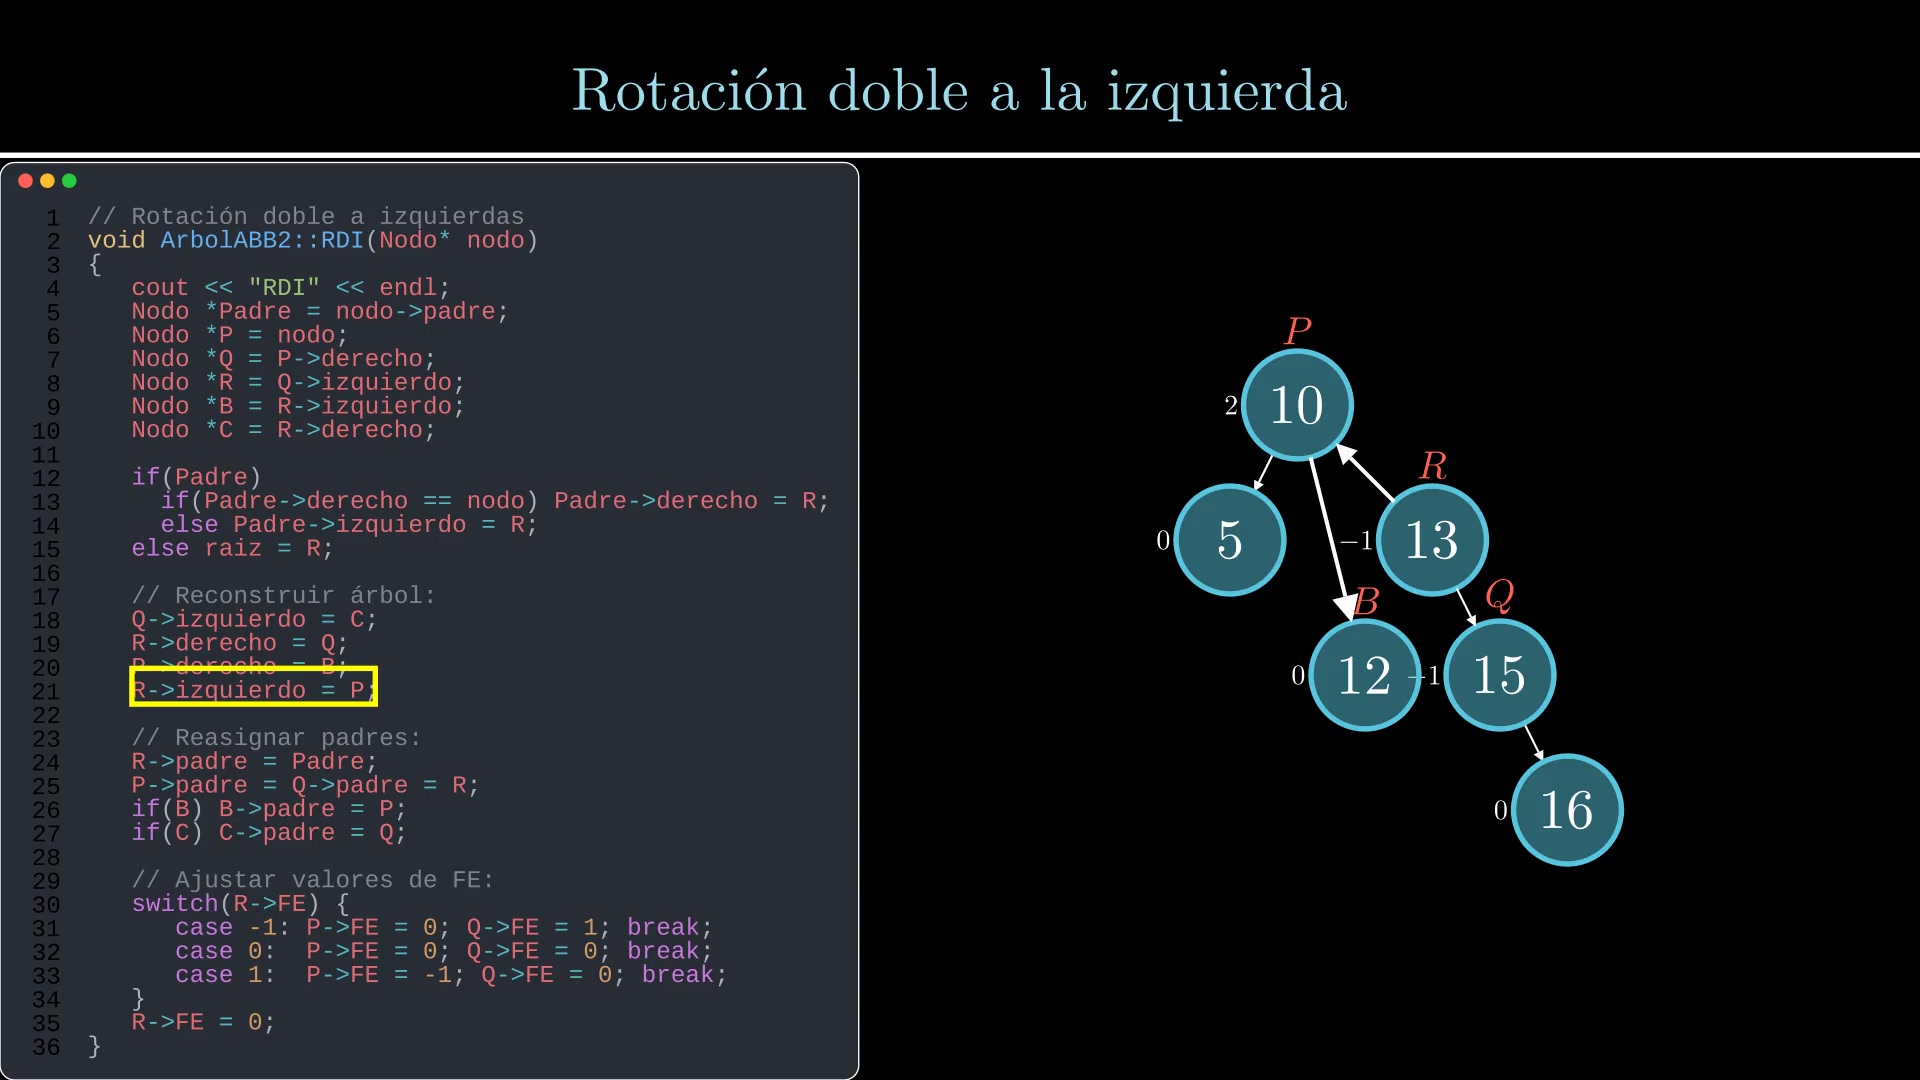 Rotación doble a la izquierda
1 // Rotación doble a izquierdas
2 void ArbolABB2::RDI(Nodo* nodo)
3 {
4 cout << "RDI" << endl;
5 Nodo *Padre = nodo->padre;
6 Nodo *P = nodo;
7 Nodo *Q = P->derecho;
8 Nodo *R = Q->izquierdo;
9 Nodo *B = R->izquierdo;
10 Nodo *C = R->derecho;
11
12 if(Padre)
13 if(Padre->derecho == nodo) Padre->derecho = R;
14 else Padre->izquierdo = R;
15 else raiz = R;
16
17 // Reconstruir árbol:
18 Q->izquierdo = C;
19 R->derecho = Q;
20 P->derecho = B;
21 R->izquierdo = P;
22
23 // Reasignar padres:
24 R->padre = Padre;
25 P->padre = Q->padre = R;
26 if(B) B->padre = P;
27 if(C) C->padre = Q;
28
29 // Ajustar valores de FE:
30 switch(R->FE) {
31 case -1: P->FE = 0; Q->FE = 1; break;
32 case 0: P->FE = 0; Q->FE = 0; break;
33 case 1: P->FE = -1; Q->FE = 0; break;
34 }
35 R->FE = 0;
36 }
P
2 10
R
0 5 −1 13
B Q
0 12 −1 15
0 16